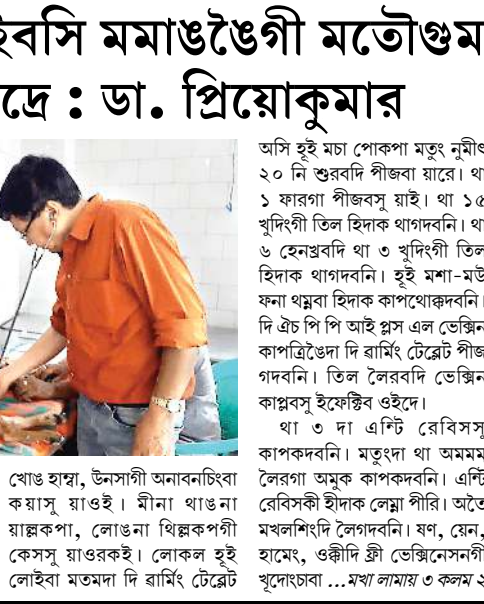 ইবসি মমাঙঙৈগী মতৌগুম
দ্রে : ডা. প্রিয়োকুমার
খোঙ হাম্বা, উনসাগী অনাবনচিংবা
কয়াসু য়াওই। মীনা থাঙনা
য়াল্লকপা, লোঙনা থিল্লকপগী
কেসসু য়াওরকই। লোকল হূই
লোইবা মতমদা দি ৱার্মিং টেব্লেট
অসি হূই মচা পোকপা মতুং নুমীৎ
২০ নি শুরবদি পীজবা য়ারে। থা
১ ফারগা পীজবসু য়াই। থা ১৫
খুদিংগী তিল হিদাক থাগদবনি। থা
৬ হেনখ্রবদি থা ৩ খুদিংগী তিল
হিদাক থাগদবনি। হূই মশা-মউ
ফনা থম্নবা হিদাক কাপথোক্কদবনি।
দি ঐচ পি পি আই প্লস এল ভেক্সিন
কাপত্রিঙৈদা দি ৱার্মিং টেব্লেট পীজ
গদবনি। তিল লৈরবদি ভেক্সিন
কাপ্লবসু ইফেক্টিব ওইদে।
থা ৩ দা এন্টি রেবিসসু
কাপকদবনি। মতুংদা থা অমমম
লৈরগা অমুক কাপকদবনি। এন্টি
রেবিসকী হীদাক লেম্না পীরি। অতৈ
মখলশিংদি লৈগদবনি। ষণ, য়েন,
হামেং, ওক্কীদি ফ্রী ভেক্সিনেসনগী
খূদোংচাবা ...মখা লামায় ৩ কলম ২